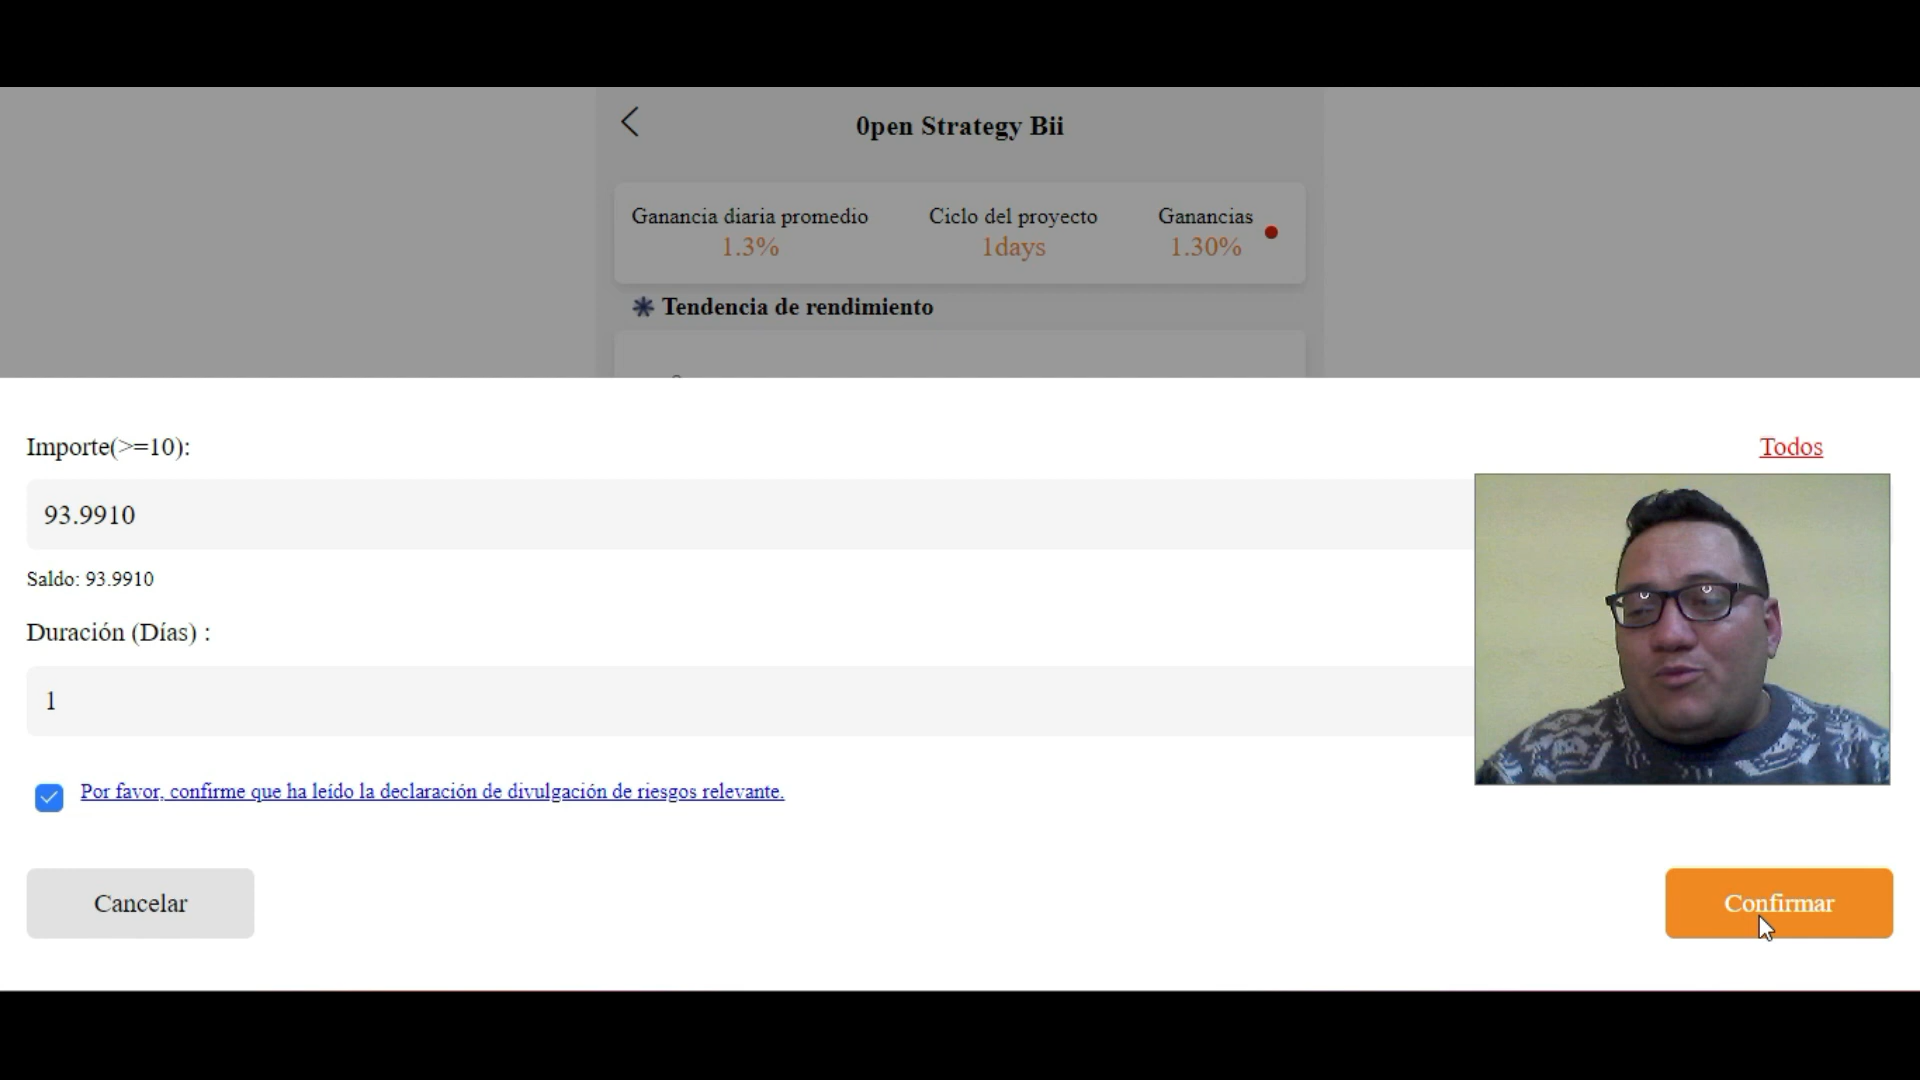 0pen Strategy Bii
Ganancia diaria promedio
1.3%
Ciclo del proyecto
1days
Ganancias
1.30%
Tendencia de rendimiento
Importe(>=10):
Todos
93.9910
Saldo: 93.9910
Duración (Días) :
1
Por favor, confirme que ha leído la declaración de divulgación de riesgos relevante.
Cancelar
Confirmar